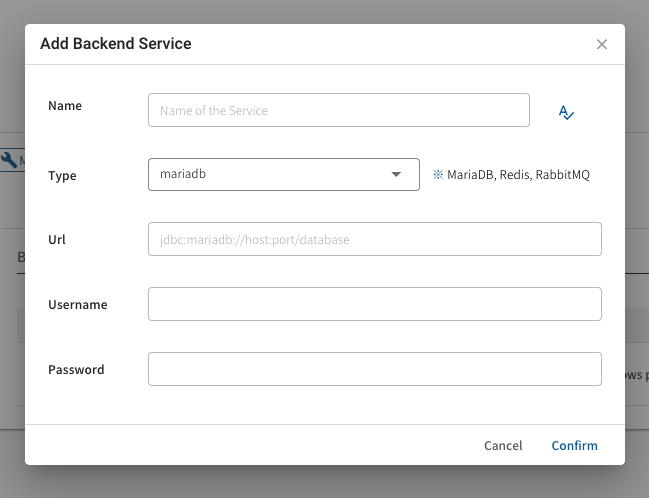 Add Backend Service
Name
Name of the Service
Type
mariadb
※ MariaDB, Redis, RabbitMQ
Url
jdbc:mariadb://host:port/database
Username
Password
Cancel
Confirm